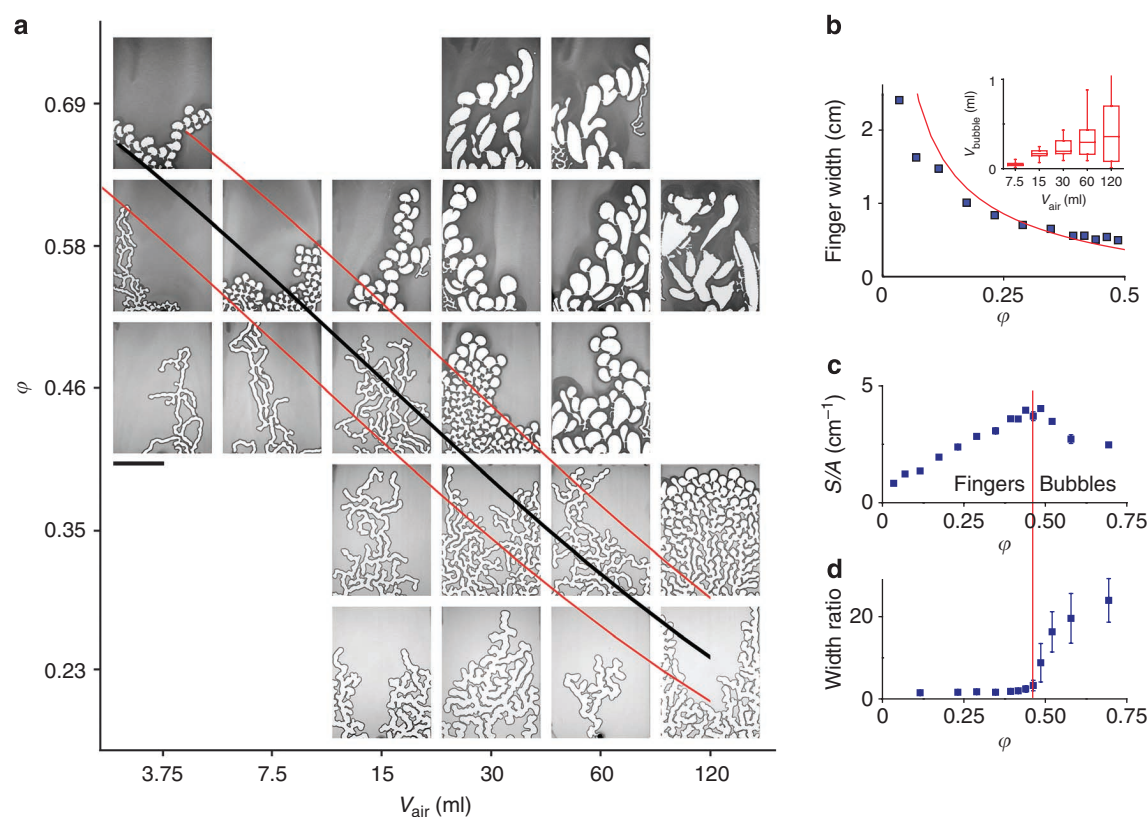 a
0.69
0.58
0.46
0.35
0.23
φ
3.75 7.5 15 30 60 120
V_air (ml)
b
Finger width (cm)
2
1
0
0 0.25 0.5
φ
V_bubble (ml)
1
0
7.5 15 30 60 120
V_air (ml)
c
S/A (cm⁻¹)
5
0
Fingers Bubbles
0 0.25 0.50 0.75
φ
d
Width ratio
20
0
0 0.25 0.50 0.75
φ